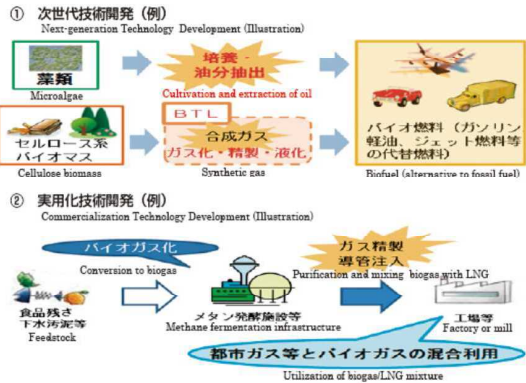 ① 次世代技術開発（例）
Next-generation Technology Development (Illustration)
藻類
Microalgae
培養・
油分抽出
Cultivation and extraction of oil
セルロース系
バイオマス
Cellulose biomass
BTL
合成ガス
ガス化・精製・液化
Synthetic gas
バイオ燃料（ガソリン
軽油、ジェット燃料等
の代替燃料）
Biofuel (alternative to fossil fuel)
② 実用化技術開発（例）
Commercialization Technology Development (Illustration)
バイオガス化
Conversion to biogas
ガス精製
導管注入
Purification and mixing biogas with LNG
食品残さ
下水汚泥等
Feedstock
メタン発酵施設等
Methane fermentation infrastructure
工場等
Factory or mill
都市ガス等とバイオガスの混合利用
Utilization of biogas/LNG mixture